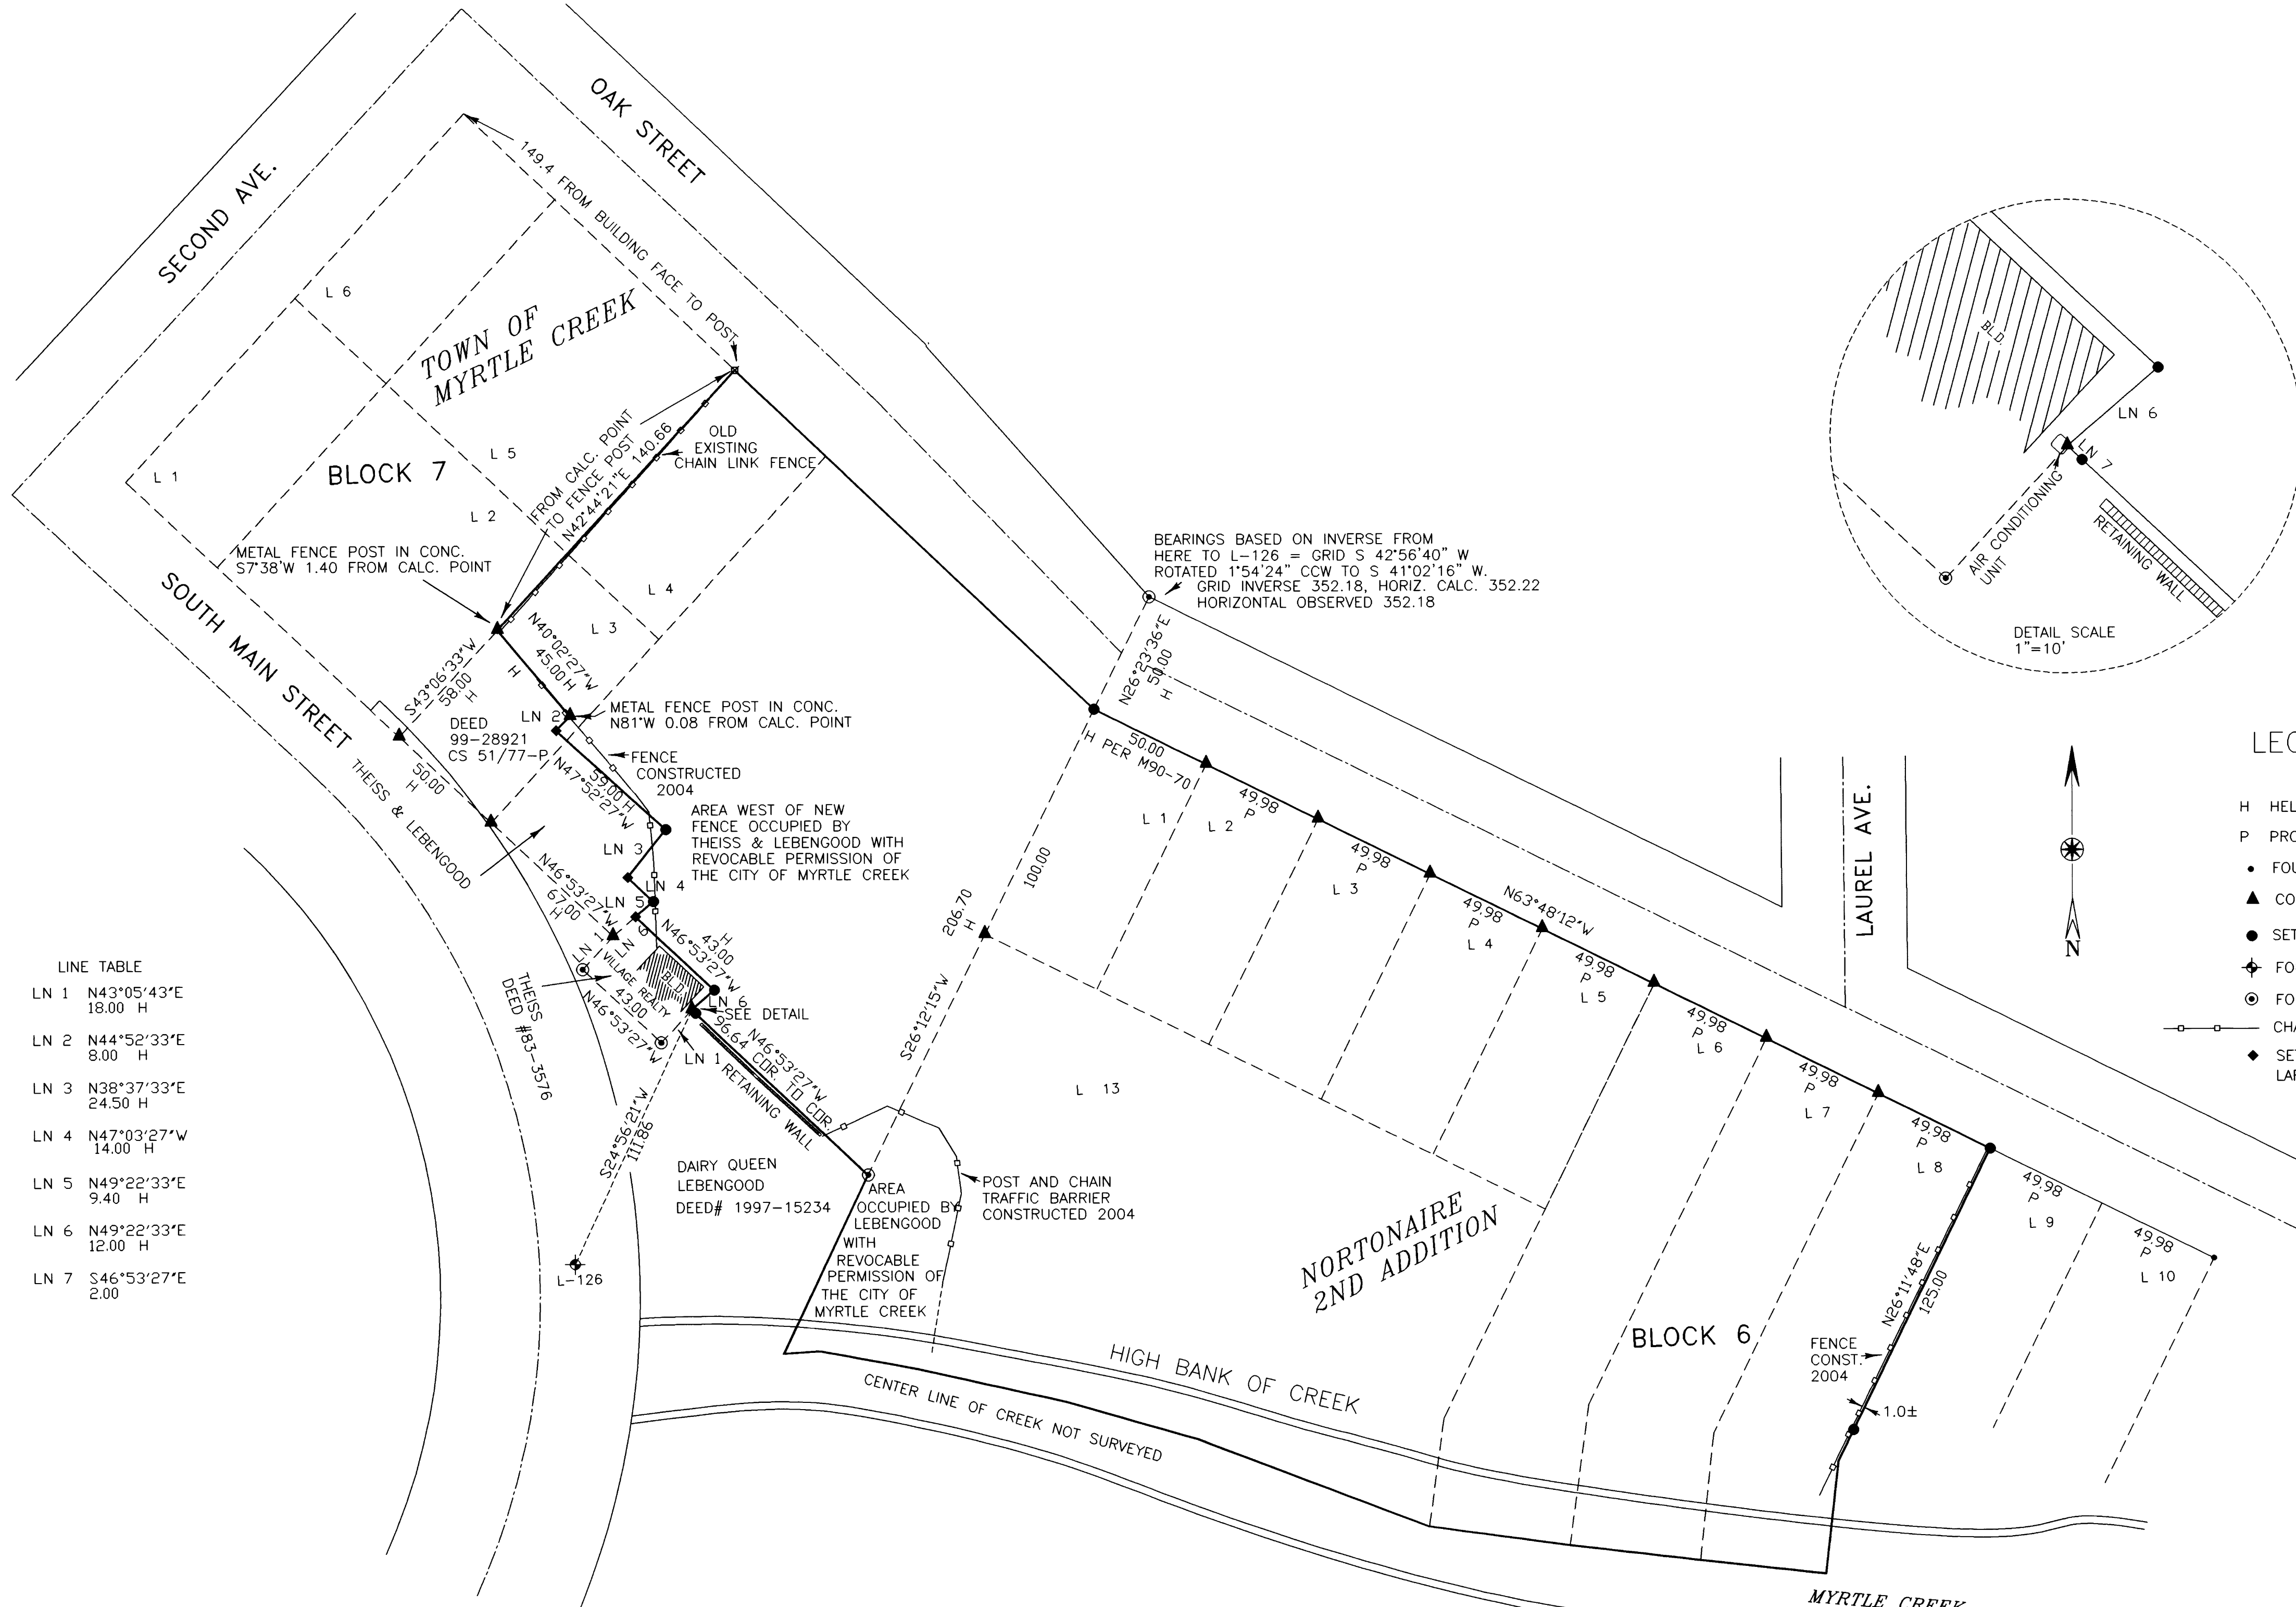 OAK STREET
SECOND AVE.
149.4 FROM BUILDING FACE TO POST
L 6
TOWN OF
MYRTLE CREEK
L 5
BLOCK 7
L 1
L 2
FROM CALC. POINT
TO FENCE POST
N42°44'21"E 140.66
OLD
EXISTING
CHAIN LINK FENCE
L 4
L 3
METAL FENCE POST IN CONC.
S7°38'W 1.40 FROM CALC. POINT
SOUTH MAIN STREET
S43°06'33"W
58.00
H
N40°02'27"W
45.00 H
H
LN 2
METAL FENCE POST IN CONC.
N81°W 0.08 FROM CALC. POINT
DEED
99-28921
CS 51/77-P
50.00
H
THEISS & LEBENGOOD
59.00 H
N47°52'27"W
FENCE
CONSTRUCTED
2004
AREA WEST OF NEW
FENCE OCCUPIED BY
THEISS & LEBENGOOD WITH
REVOCABLE PERMISSION OF
THE CITY OF MYRTLE CREEK
LN 3
LN 4
LN 5
N46°53'27"W
67.00
H
LN 1
43.00
H
N46°53'27"W
VILLAGE REALTY
BLD.
43.00
N46°53'27"W
LN 6
SEE DETAIL
LN 1
THEISS
DEED #83-3576
N46°53'27"W
96.64 COR. TO COR.
RETAINING WALL
S24°56'21"W
111.86
L-126
DAIRY QUEEN
LEBENGOOD
DEED# 1997-15234
AREA
OCCUPIED BY
LEBENGOOD
WITH
REVOCABLE
PERMISSION OF
THE CITY OF
MYRTLE CREEK
POST AND CHAIN
TRAFFIC BARRIER
CONSTRUCTED 2004
BEARINGS BASED ON INVERSE FROM
HERE TO L-126 = GRID S 42°56'40" W
ROTATED 1°54'24" CCW TO S 41°02'16" W.
GRID INVERSE 352.18, HORIZ. CALC. 352.22
HORIZONTAL OBSERVED 352.18
N26°23'36"E
50.00
H
50.00
H PER M90-70
100.00
206.70
H
S26°12'15"W
L 1
L 2
49.98
P
49.98
P
L 3
N63°48'12"W
49.98
P
L 4
49.98
P
L 5
49.98
P
L 6
49.98
P
L 7
49.98
P
L 8
49.98
P
L 9
49.98
P
L 10
L 13
NORTONAIRE
2ND ADDITION
BLOCK 6
N26°11'48"E
125.00
FENCE
CONST.
2004
1.0±
HIGH BANK OF CREEK
CENTER LINE OF CREEK NOT SURVEYED
MYRTLE CREEK
LAUREL AVE.
N
BLD.
LN 6
LN 7
AIR CONDITIONING
UNIT
RETAINING WALL
DETAIL SCALE
1"=10'
LINE TABLE
LN 1 N43°05'43"E
18.00 H
LN 2 N44°52'33"E
8.00 H
LN 3 N38°37'33"E
24.50 H
LN 4 N47°03'27"W
14.00 H
LN 5 N49°22'33"E
9.40 H
LN 6 N49°22'33"E
12.00 H
LN 7 S46°53'27"E
2.00
H
P
SET